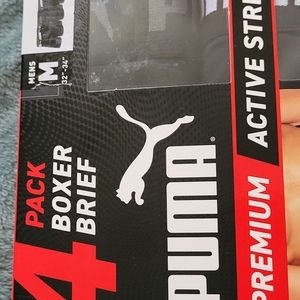 MENS
M
32"-34"
4
PACK
BOXER
BRIEF
PUMA
®
PREMIUM
ACTIVE STR